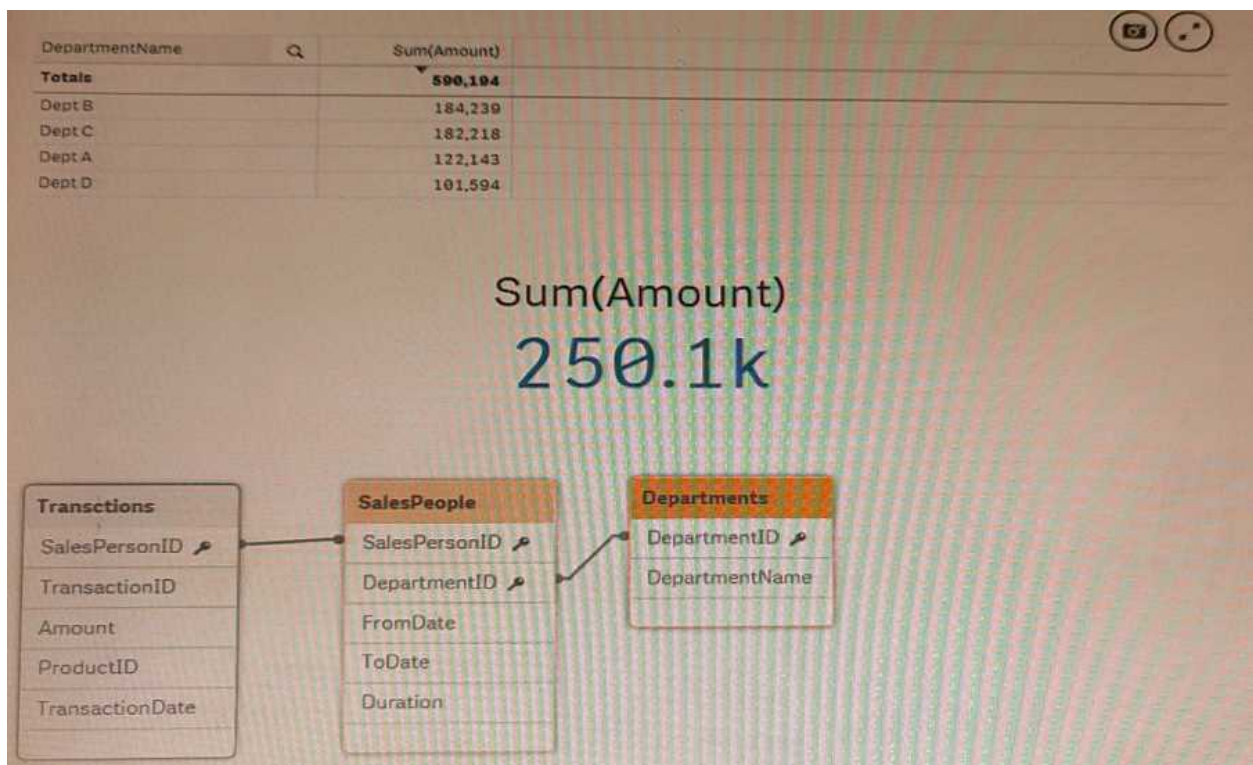 DepartmentName Sum(Amount)
Totals 590,194
Dept B 184,239
Dept C 182,218
Dept A 122,143
Dept D 101,594
Sum(Amount)
250.1k
Transctions
SalesPersonID
TransactionID
Amount
ProductID
TransactionDate
SalesPeople
SalesPersonID
DepartmentID
FromDate
ToDate
Duration
Departments
DepartmentID
DepartmentName